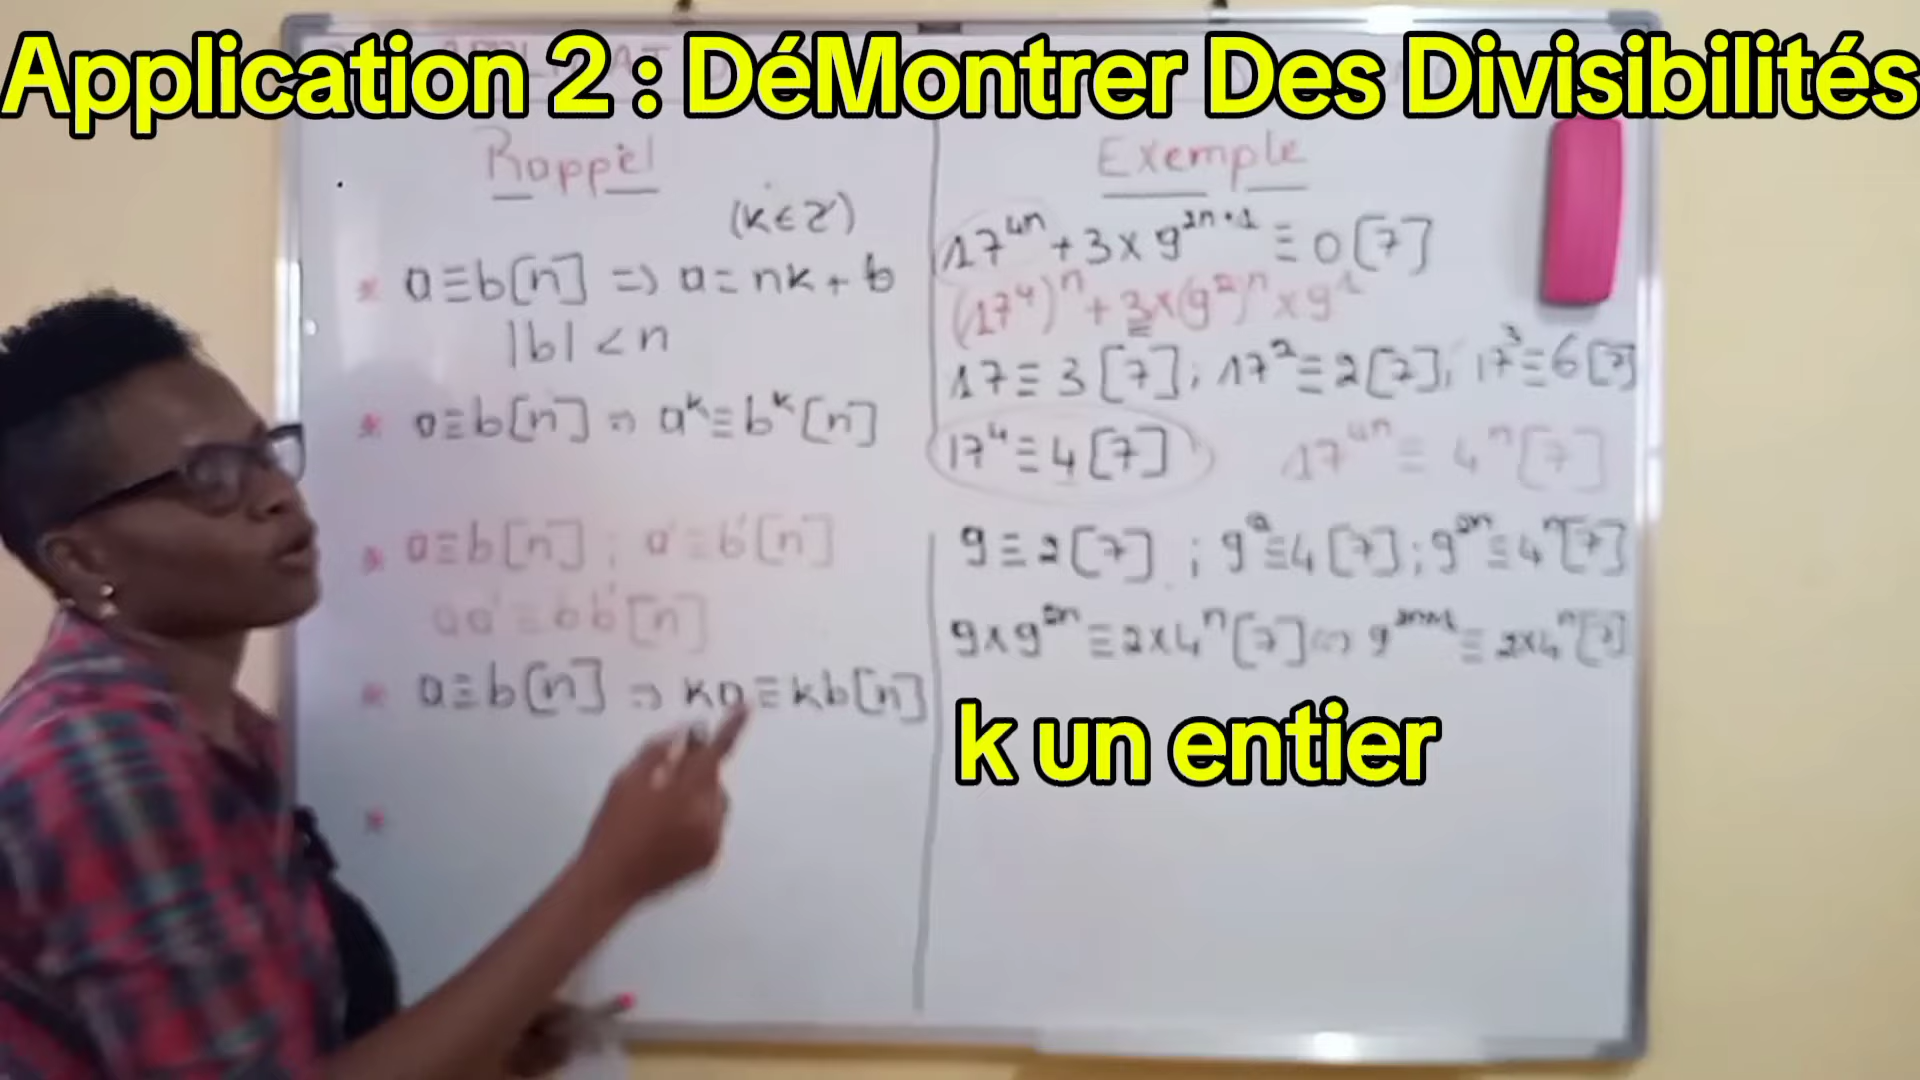 Application 2 : DéMontrer Des Divisibilités
Rappel
(k ∈ Z)
* a ≡ b [n] => a = nk + b
|b| < n
* a ≡ b [n] => a^k ≡ b^k [n]
* a ≡ b [n] ; a' ≡ b' [n]
aa' ≡ bb' [n]
* a ≡ b [n] => ka ≡ kb [n]
*
Exemple
17^4n + 3 x 9^2n+1 ≡ 0 [7]
(17^4)^n + 3 x (9^2)^n x 9^1
17 ≡ 3 [7] ; 17^2 ≡ 2 [7] ; 17^3 ≡ 6 [7]
17^4 ≡ 4 [7] 17^4n ≡ 4^n [7]
9 ≡ 2 [7] ; 9^2 ≡ 4 [7] ; 9^2n ≡ 4^n [7]
9 x 9^2n ≡ 2 x 4^n [7] <=> 9^2n+1 ≡ 2 x 4^n [7]
k un entier